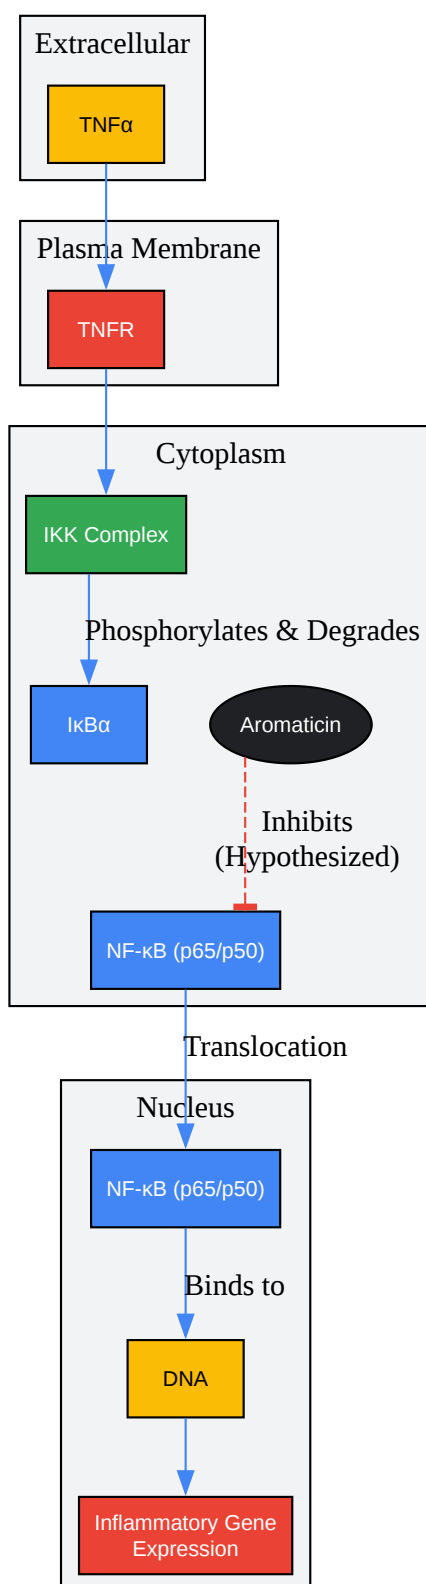 Extracellular
TNFα
Plasma Membrane
TNFR
Cytoplasm
IKK Complex
Phosphorylates & Degrades
IκBα
Aromaticin
Inhibits
(Hypothesized)
NF-κB (p65/p50)
Translocation
Nucleus
NF-κB (p65/p50)
Binds to
DNA
Inflammatory Gene
Expression